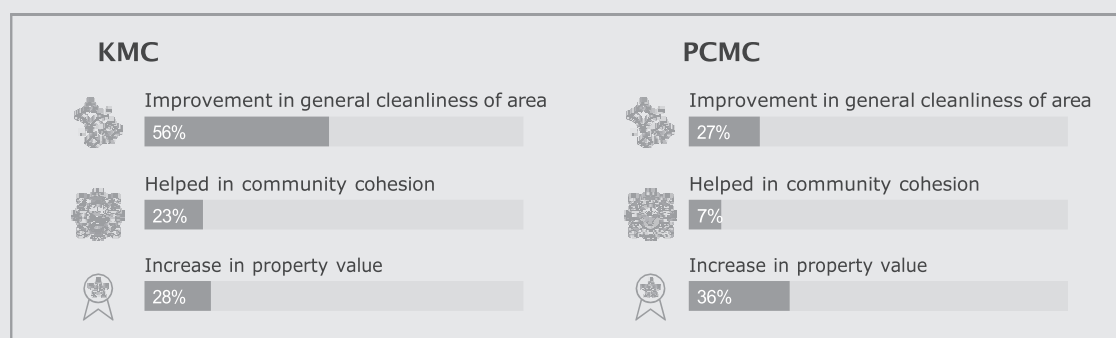 KMC
Improvement in general cleanliness of area
56%
Helped in community cohesion
23%
Increase in property value
28%
PCMC
Improvement in general cleanliness of area
27%
Helped in community cohesion
7%
Increase in property value
36%